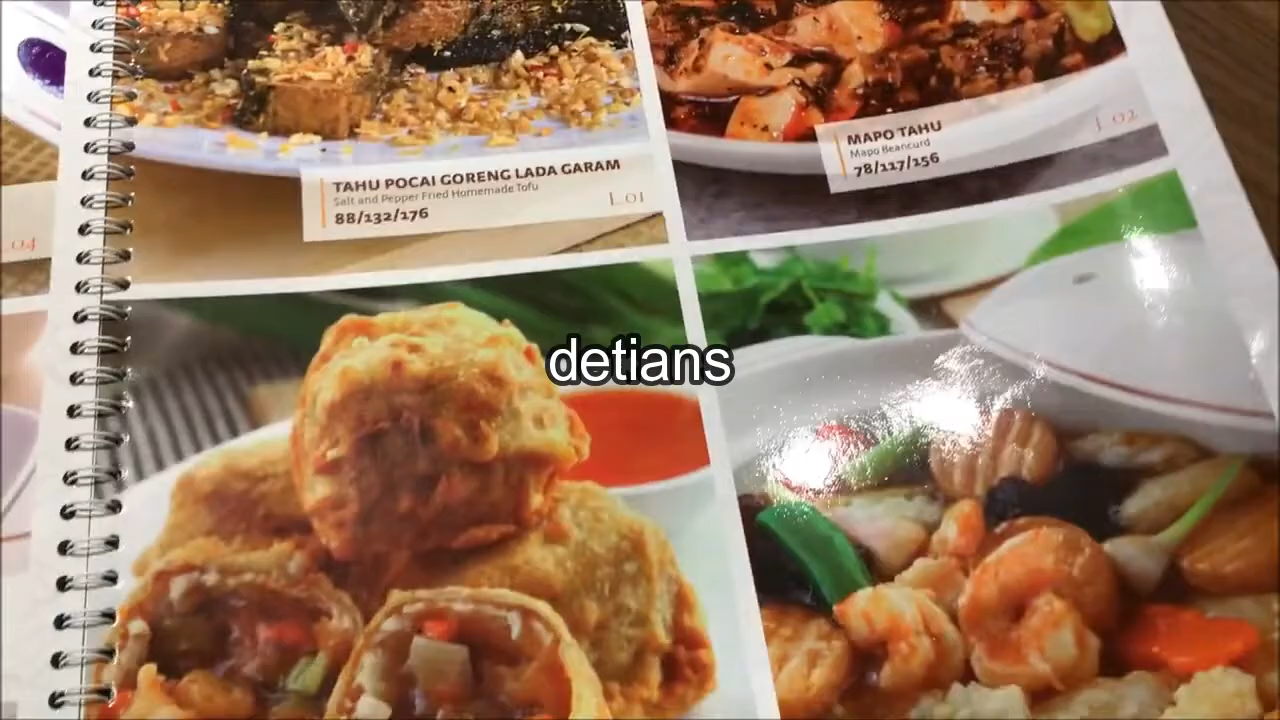 TAHU POCAI GORENG LADA GARAM
Salt and Pepper Fried Homemade Tofu
88/132/176
L01
MAPO TAHU
Mapo Beancurd
78/117/156
L02
L04
detians